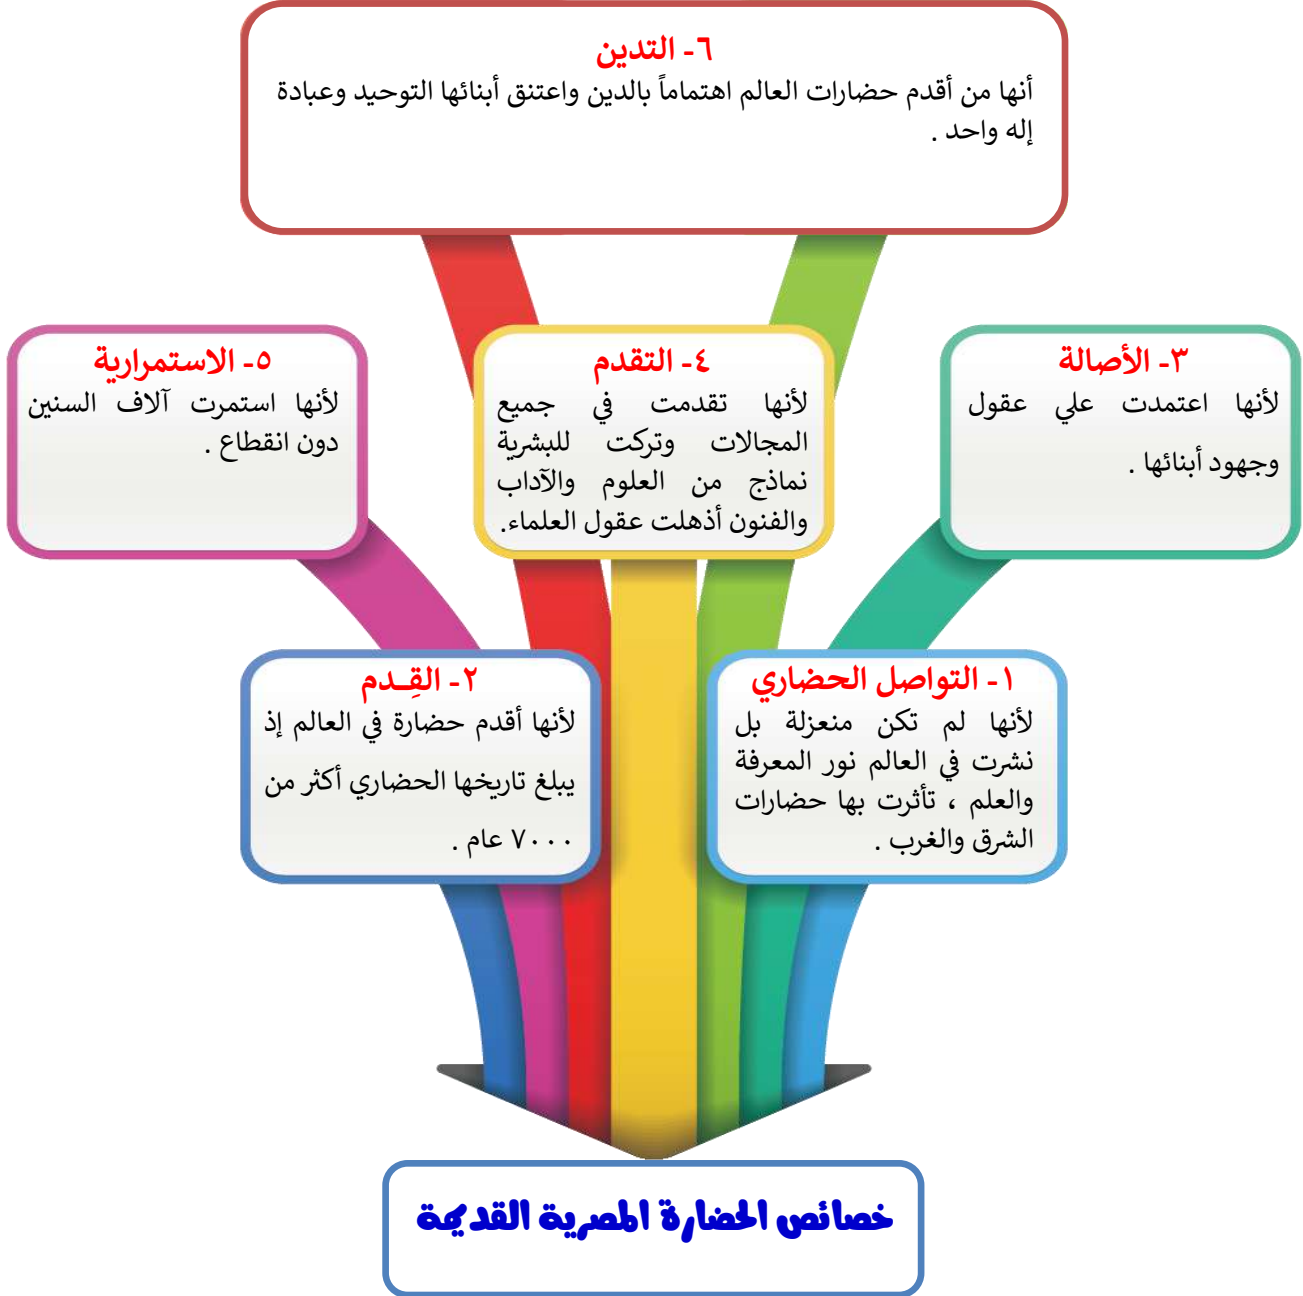 ٦- التدين
أنها من أقدم حضارات العالم اهتماماً بالدين واعتنق أبنائها التوحيد وعبادة
إله واحد .
٣- الأصالة
لأنها اعتمدت علي عقول
وجهود أبنائها .
٤- التقدم
لأنها تقدمت في جميع
المجالات وتركت للبشرية
نماذج من العلوم والآداب
والفنون أذهلت عقول العلماء.
٥- الاستمرارية
لأنها استمرت آلاف السنين
دون انقطاع .
١- التواصل الحضاري
لأنها لم تكن منعزلة بل
نشرت في العالم نور المعرفة
والعلم ، تأثرت بها حضارات
الشرق والغرب .
٢- القِـدم
لأنها أقدم حضارة في العالم إذ
يبلغ تاريخها الحضاري أكثر من
٧٠٠٠ عام .
خصائص الحضارة المصرية القديمة